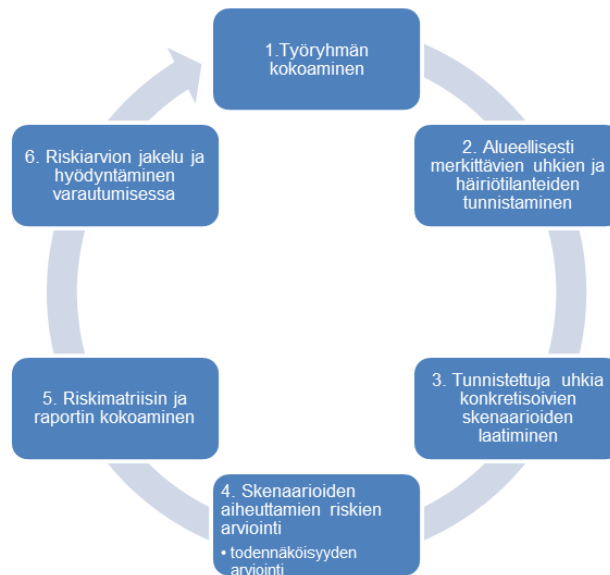 1.Työryhmän
kokoaminen
2. Alueellisesti
merkittävien uhkien ja
häiriötilanteiden
tunnistaminen
3. Tunnistettuja uhkia
konkretisoivien
skenaarioiden
laatiminen
4. Skenaarioiden
aiheuttamien riskien
arviointi
• todennäköisyyden
arviointi
5. Riskimatriisin ja
raportin kokoaminen
6. Riskiarvion jakelu ja
hyödyntäminen
varautumisessa